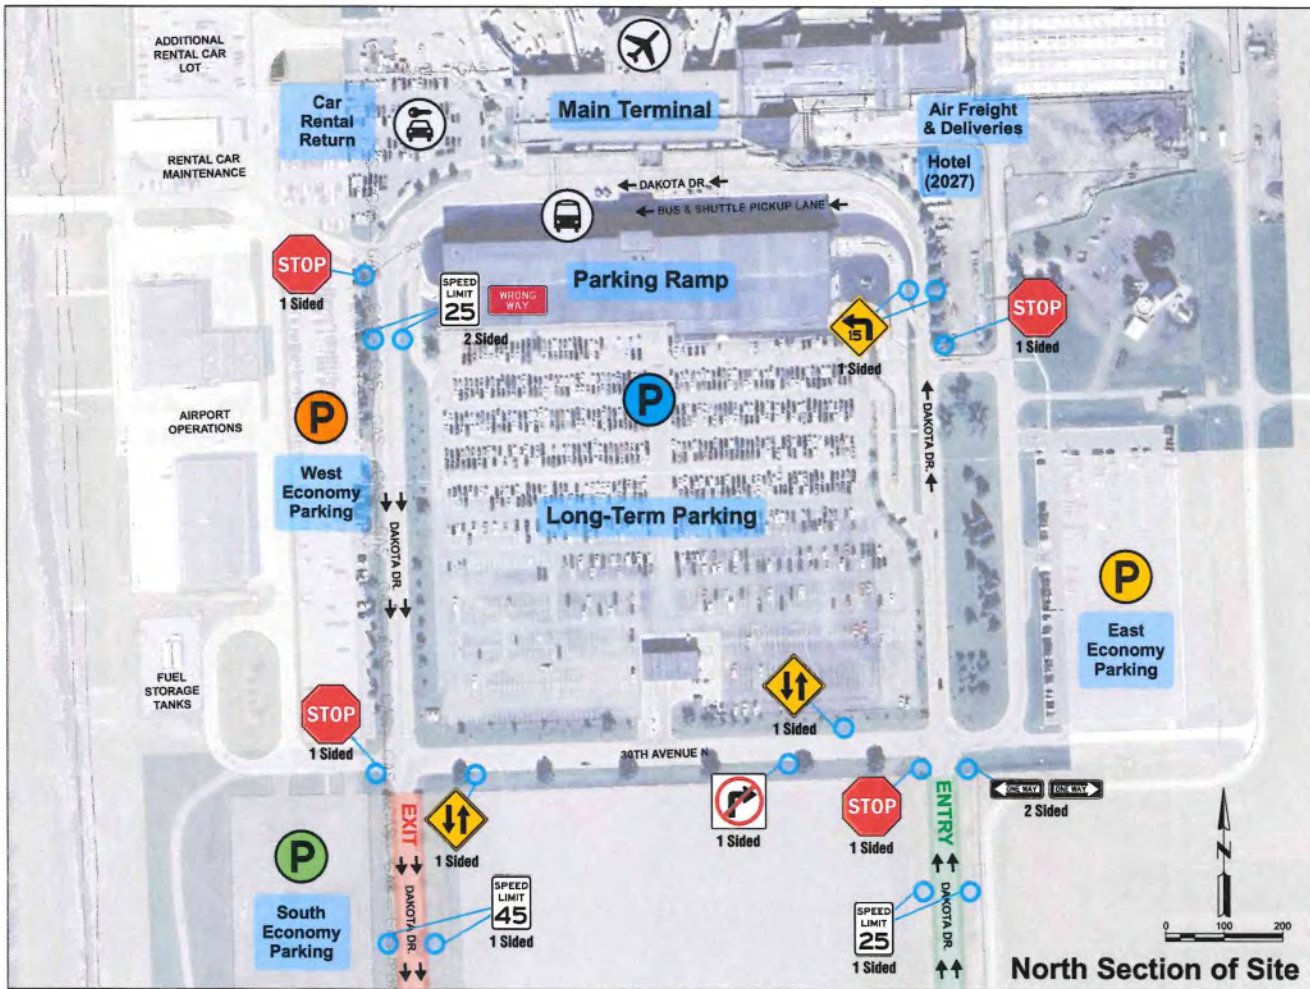 ADDITIONAL
RENTAL CAR
LOT
Car
Rental
Return
Main Terminal
Air Freight
& Deliveries
Hotel
(2027)
RENTAL CAR
MAINTENANCE
DAKOTA DR.
BUS & SHUTTLE PICKUP LANE
STOP
1 Sided
SPEED
LIMIT
25
WRONG
WAY
2 Sided
Parking Ramp
15
1 Sided
STOP
1 Sided
P
AIRPORT
OPERATIONS
West
Economy
Parking
P
DAKOTA DR.
DAKOTA DR.
Long-Term Parking
P
East
Economy
Parking
FUEL
STORAGE
TANKS
STOP
1 Sided
1 Sided
30TH AVENUE N
EXIT
1 Sided
1 Sided
STOP
1 Sided
ENTRY
ONE WAY
ONE WAY
2 Sided
P
South
Economy
Parking
DAKOTA DR.
SPEED
LIMIT
45
1 Sided
SPEED
LIMIT
25
1 Sided
DAKOTA DR.
N
0
100
200
North Section of Site